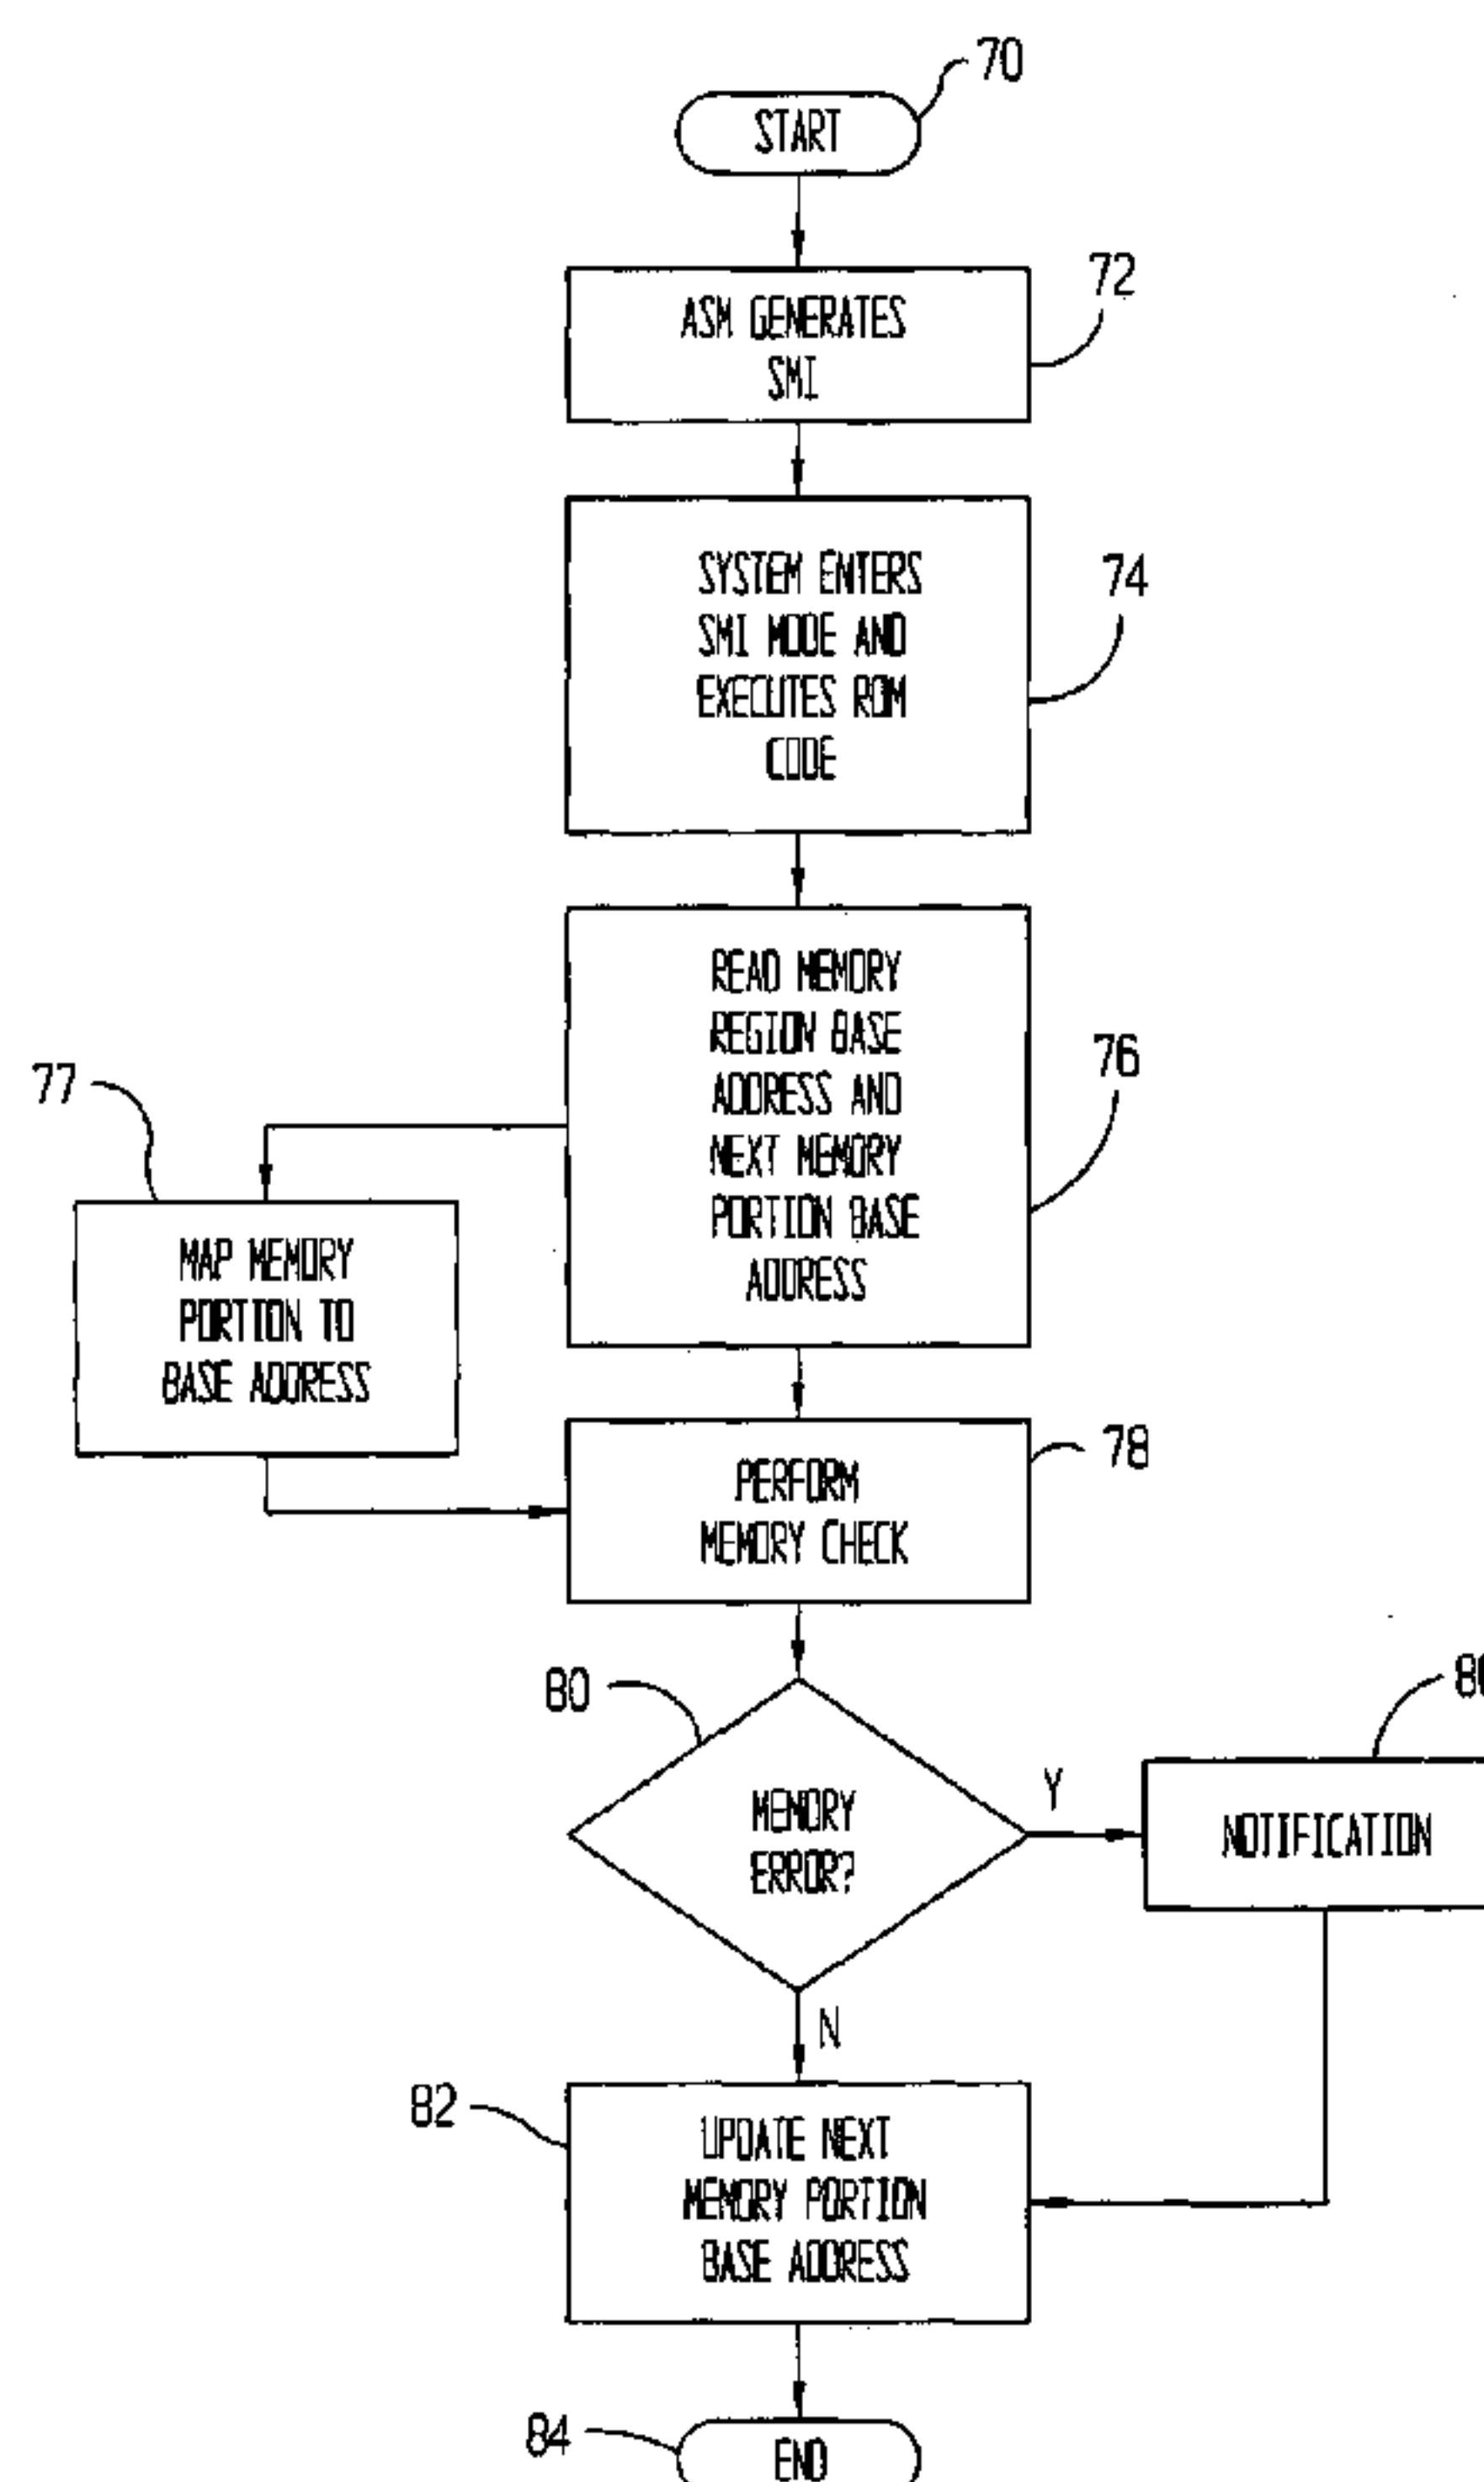 70
START
72
ASM GENERATES
SMI
74
SYSTEM ENTERS
SMI MODE AND
EXECUTES ROM
CODE
76
READ MEMORY
REGION BASE
ADDRESS AND
NEXT MEMORY
PORTION BASE
ADDRESS
77
MAP MEMORY
PORTION TO
BASE ADDRESS
78
PERFORM
MEMORY CHECK
80
MEMORY
ERROR?
Y
NOTIFICATION
N
82
UPDATE NEXT
MEMORY PORTION
BASE ADDRESS
84
END